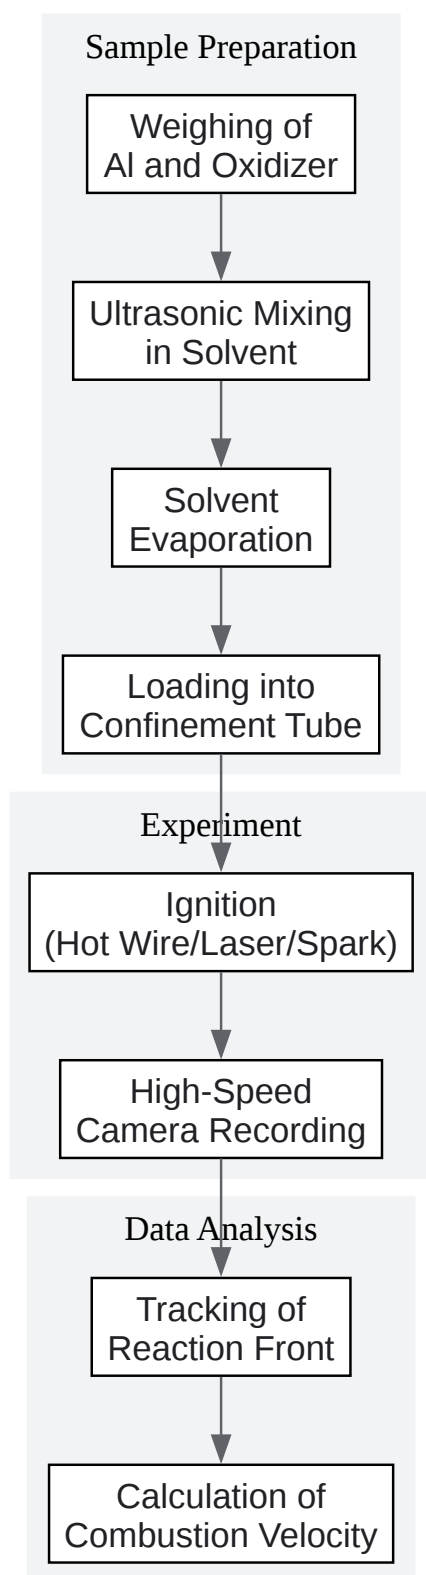 Sample Preparation
Weighing of
Al and Oxidizer
Ultrasonic Mixing
in Solvent
Solvent
Evaporation
Loading into
Confinement Tube
Experiment
Ignition
(Hot Wire/Laser/Spark)
High-Speed
Camera Recording
Data Analysis
Tracking of
Reaction Front
Calculation of
Combustion Velocity